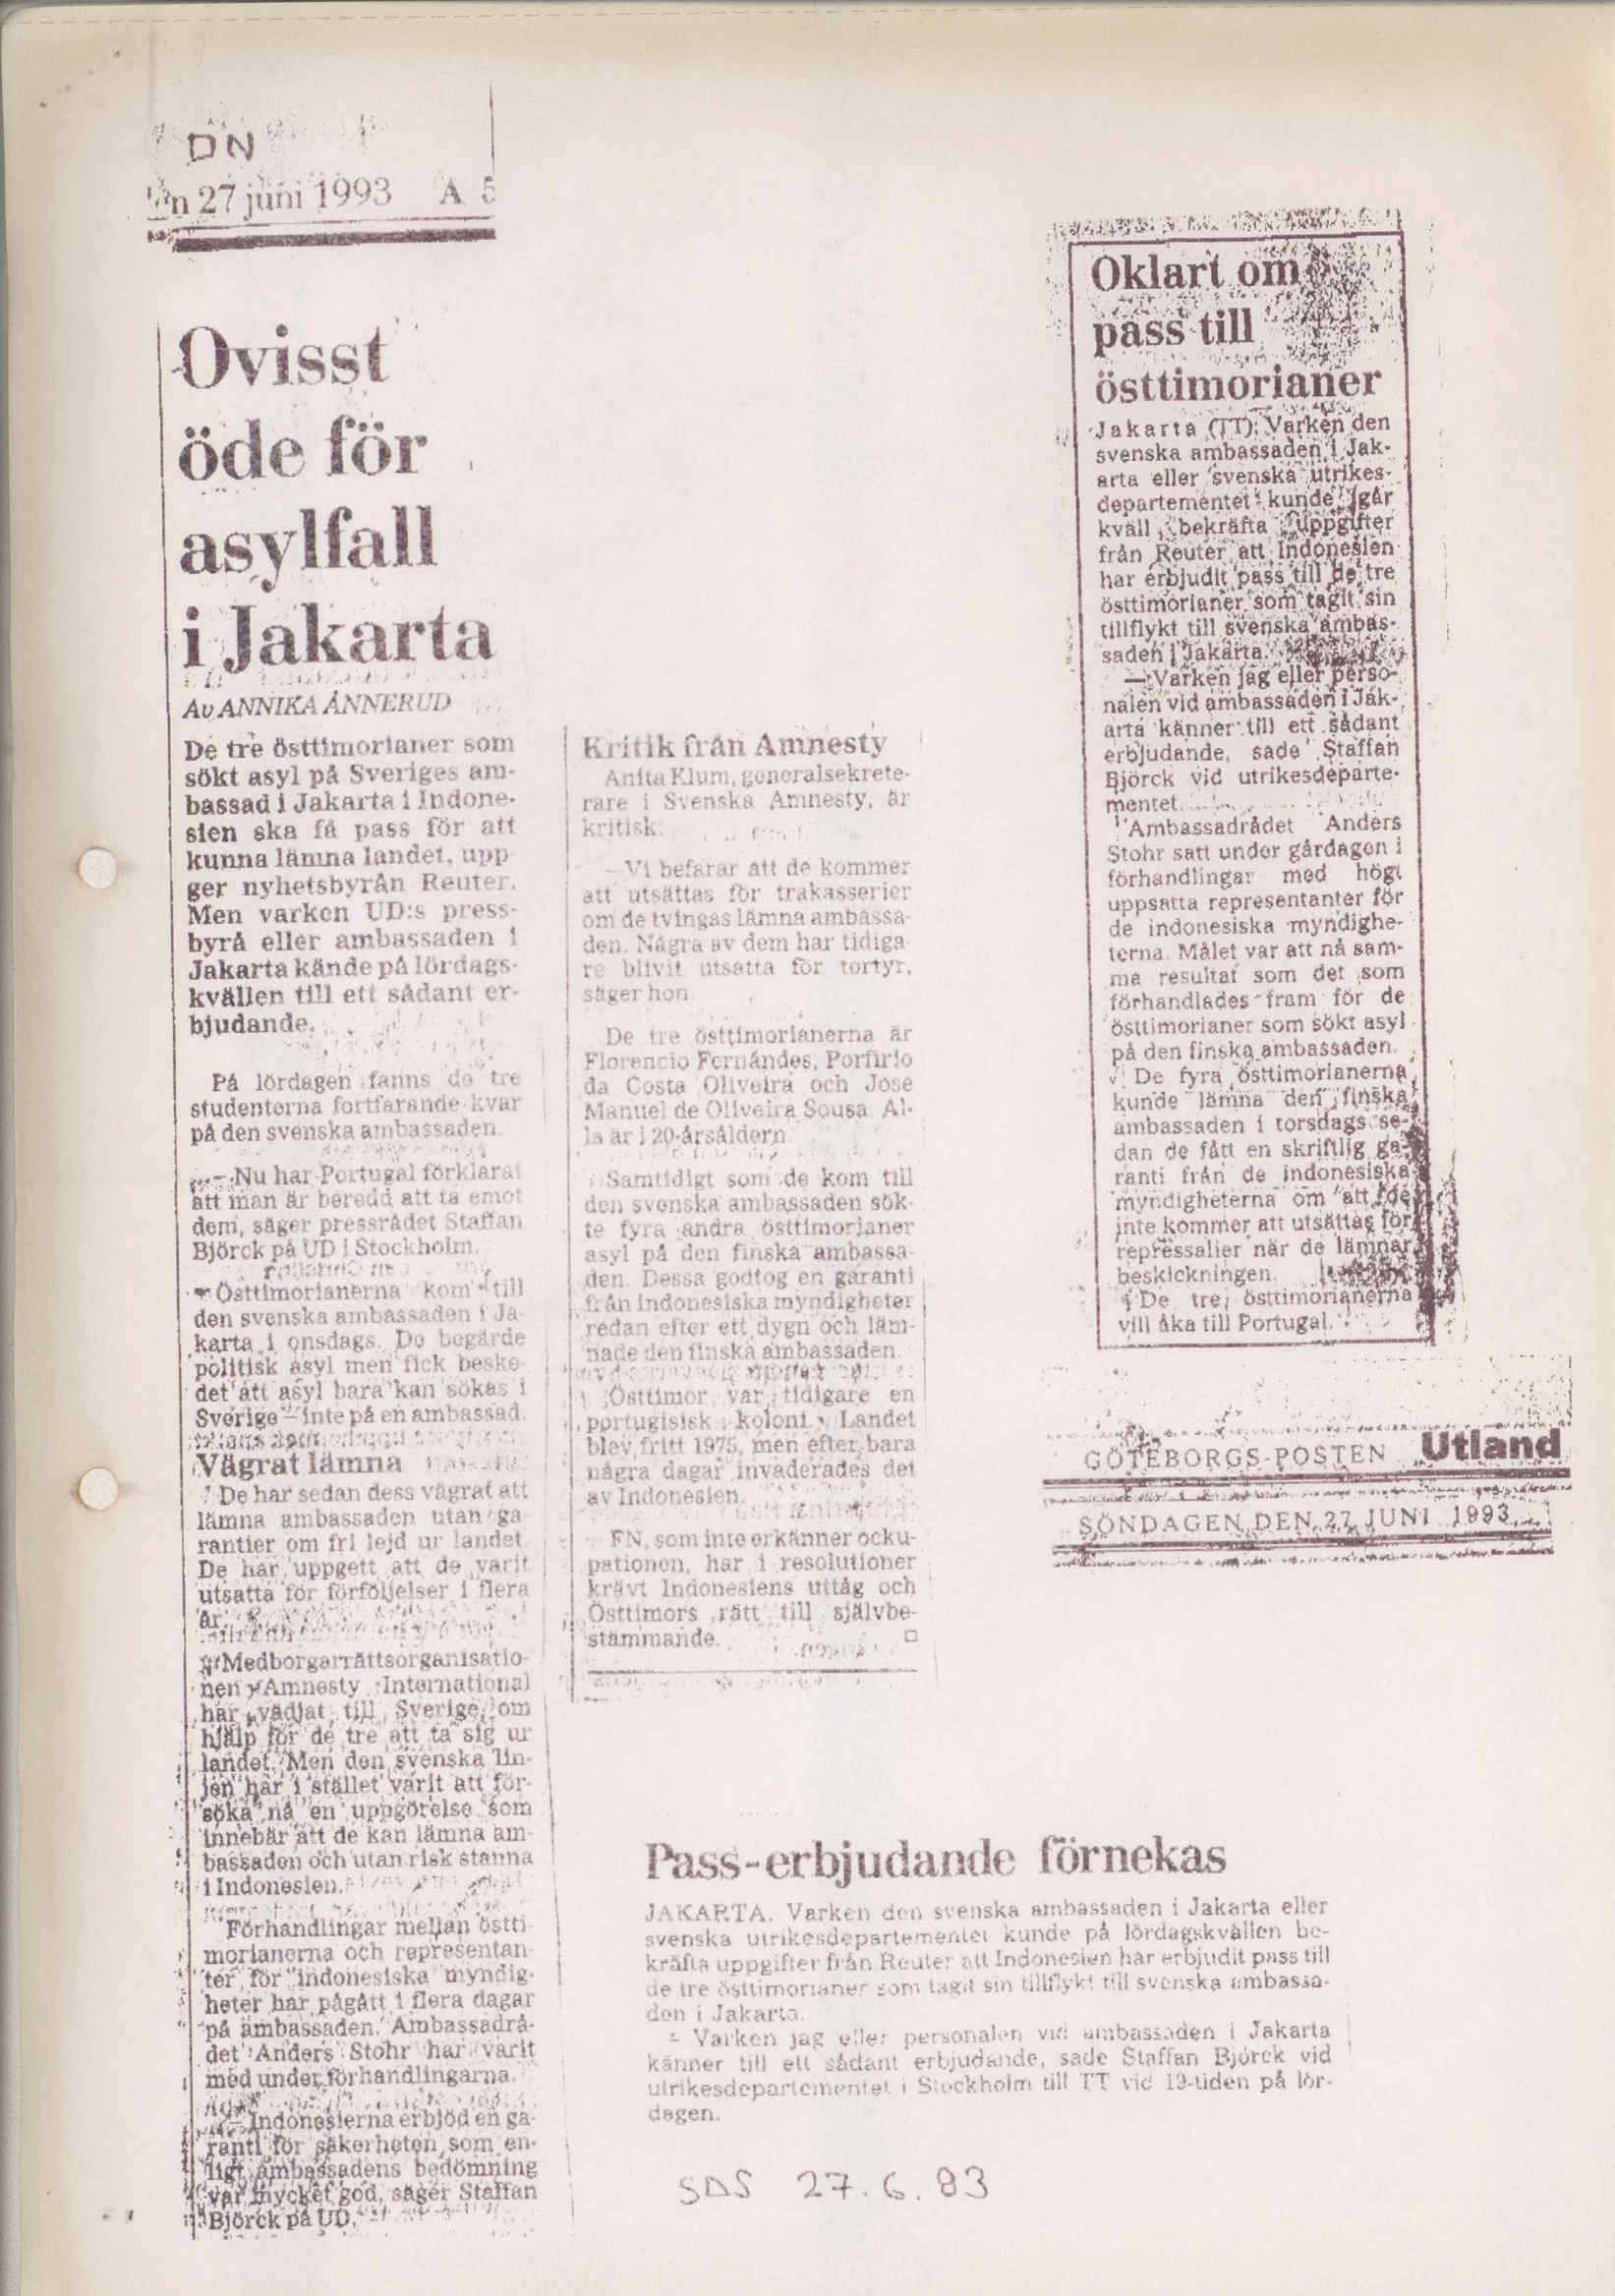 DN
27 juni 1993 A 5
Ovisst
öde för
asylfall
i Jakarta
Av ANNIKA ÅNNERUD
De tre östtimorianer som
sökt asyl på Sveriges am-
bassad i Jakarta i Indone-
sien ska få pass för att
kunna lämna landet, upp-
ger nyhetsbyrån Reuter.
Men varken UD:s press-
byrå eller ambassaden i
Jakarta kände på lördags-
kvällen till ett sådant er-
bjudande.
På lördagen fanns de tre
studenterna fortfarande kvar
på den svenska ambassaden.
– Nu har Portugal förklarat
att man är beredd att ta emot
dem, säger pressrådet Staffan
Björck på UD i Stockholm.
Östtimorianerna kom till
den svenska ambassaden i Ja-
karta i onsdags. De begärde
politisk asyl men fick beske-
det att asyl bara kan sökas i
Sverige – inte på en ambassad.
Vägrat lämna
De har sedan dess vägrat att
lämna ambassaden utan ga-
rantier om fri lejd ur landet.
De har uppgett att de varit
utsatta för förföljelser i flera
år.
Medborgarrättsorganisatio-
nen Amnesty International
har vädjat till Sverige om
hjälp för de tre att ta sig ur
landet. Men den svenska lin-
jen har i stället varit att för-
söka nå en uppgörelse som
innebär att de kan lämna am-
bassaden och utan risk stanna
i Indonesien.
Förhandlingar mellan östti-
morianerna och representan-
ter för indonesiska myndig-
heter har pågått i flera dagar
på ambassaden. Ambassadrå-
det Anders Stohr har varit
med under förhandlingarna.
– Indonesierna erbjöd en ga-
ranti för säkerheten som en-
ligt ambassadens bedömning
var mycket god, säger Staffan
Björck på UD.
Kritik från Amnesty
Anita Klum, generalsekrete-
rare i Svenska Amnesty, är
kritisk:
– Vi befarar att de kommer
att utsättas för trakasserier
om de tvingas lämna ambassa-
den. Några av dem har tidiga-
re blivit utsatta för tortyr,
säger hon.
De tre östtimorianerna är
Florencio Fernándes, Porfirio
da Costa Oliveira och Jose
Manuel de Oliveira Sousa. Al-
la är i 20-årsåldern.
Samtidigt som de kom till
den svenska ambassaden sök-
te fyra andra östtimorianer
asyl på den finska ambassa-
den. Dessa godtog en garanti
från indonesiska myndigheter
redan efter ett dygn och läm-
nade den finska ambassaden.
Östtimor var tidigare en
portugisisk koloni. Landet
blev fritt 1975, men efter bara
några dagar invaderades det
av Indonesien.
FN, som inte erkänner ocku-
pationen, har i resolutioner
krävt Indonesiens uttåg och
Östtimors rätt till självbe-
stämmande. □
Oklart om
pass till
östtimorianer
Jakarta (TT): Varken den
svenska ambassaden i Jak-
arta eller svenska utrikes-
departementet kunde igår
kväll bekräfta uppgifter
från Reuter att Indonesien
har erbjudit pass till de tre
östtimorianer som tagit sin
tillflykt till svenska ambas-
saden i Jakarta.
– Varken jag eller perso-
nalen vid ambassaden i Jak-
arta känner till ett sådant
erbjudande, sade Staffan
Björck vid utrikesdeparte-
mentet.
Ambassadrådet Anders
Stohr satt under gårdagen i
förhandlingar med högt
uppsatta representanter för
de indonesiska myndighe-
terna. Målet var att nå sam-
ma resultat som det som
förhandlades fram för de
östtimorianer som sökt asyl
på den finska ambassaden.
De fyra östtimorianerna
kunde lämna den finska
ambassaden i torsdags se-
dan de fått en skriftlig ga-
ranti från de indonesiska
myndigheterna om att de
inte kommer att utsättas för
repressalier när de lämnar
beskickningen.
De tre östtimorianerna
vill åka till Portugal.
GÖTEBORGS-POSTEN Utland
SÖNDAGEN DEN 27 JUNI 1993
Pass-erbjudande förnekas
JAKARTA. Varken den svenska ambassaden i Jakarta eller
svenska utrikesdepartementet kunde på lördagskvällen be-
kräfta uppgifter från Reuter att Indonesien har erbjudit pass till
de tre östtimorianer som tagit sin tillflykt till svenska ambassa-
den i Jakarta.
– Varken jag eller personalen vid ambassaden i Jakarta
känner till ett sådant erbjudande, sade Staffan Björck vid
utrikesdepartementet i Stockholm till TT vid 19-tiden på lör-
dagen.
SDS 27.6.93